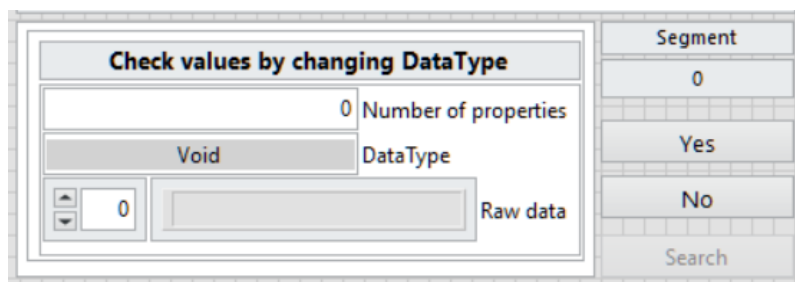 Check values by changing DataType
0 Number of properties
Void DataType
0 Raw data
Segment
0
Yes
No
Search